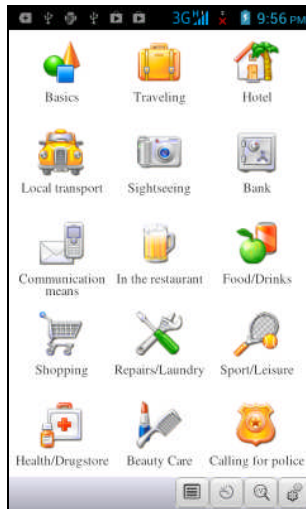 3G 9:56 PM
Basics Traveling Hotel
Local transport Sightseeing Bank
Communication means In the restaurant Food/Drinks
Shopping Repairs/Laundry Sport/Leisure
Health/Drugstore Beauty Care Calling for police